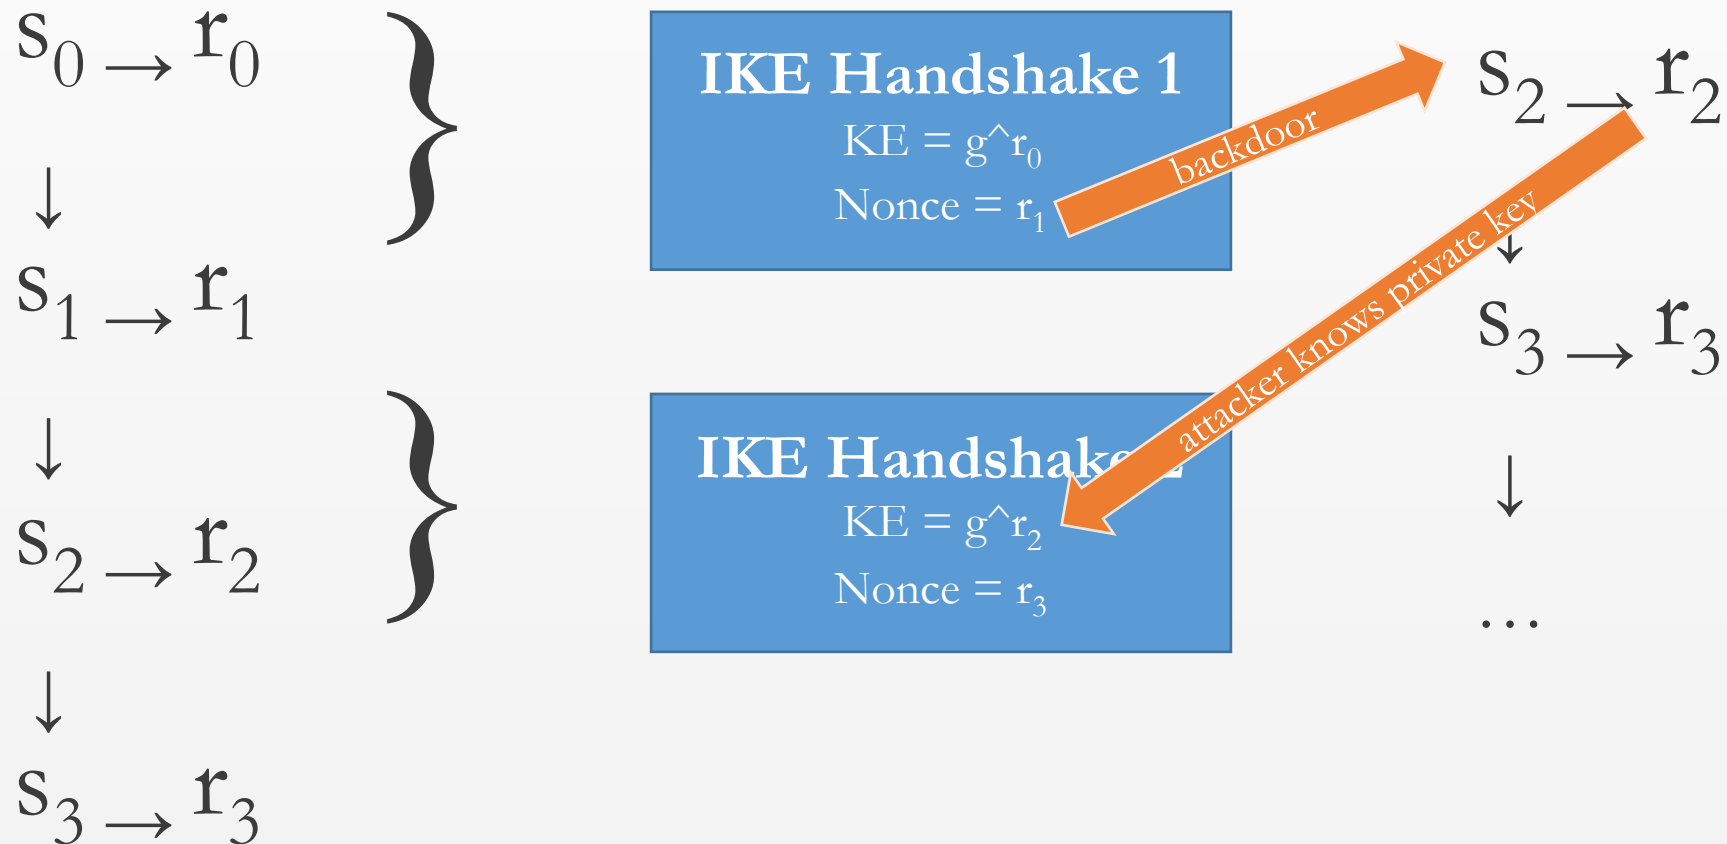 s₀ → r₀
↓
s₁ → r₁
↓
s₂ → r₂
↓
s₃ → r₃
}
}
IKE Handshake 1
KE = g^r₀
Nonce = r₁
backdoor
IKE Handshake
KE = g^r₂
Nonce = r₃
attacker knows private key
s₂ → r₂
↓
s₃ → r₃
↓
…